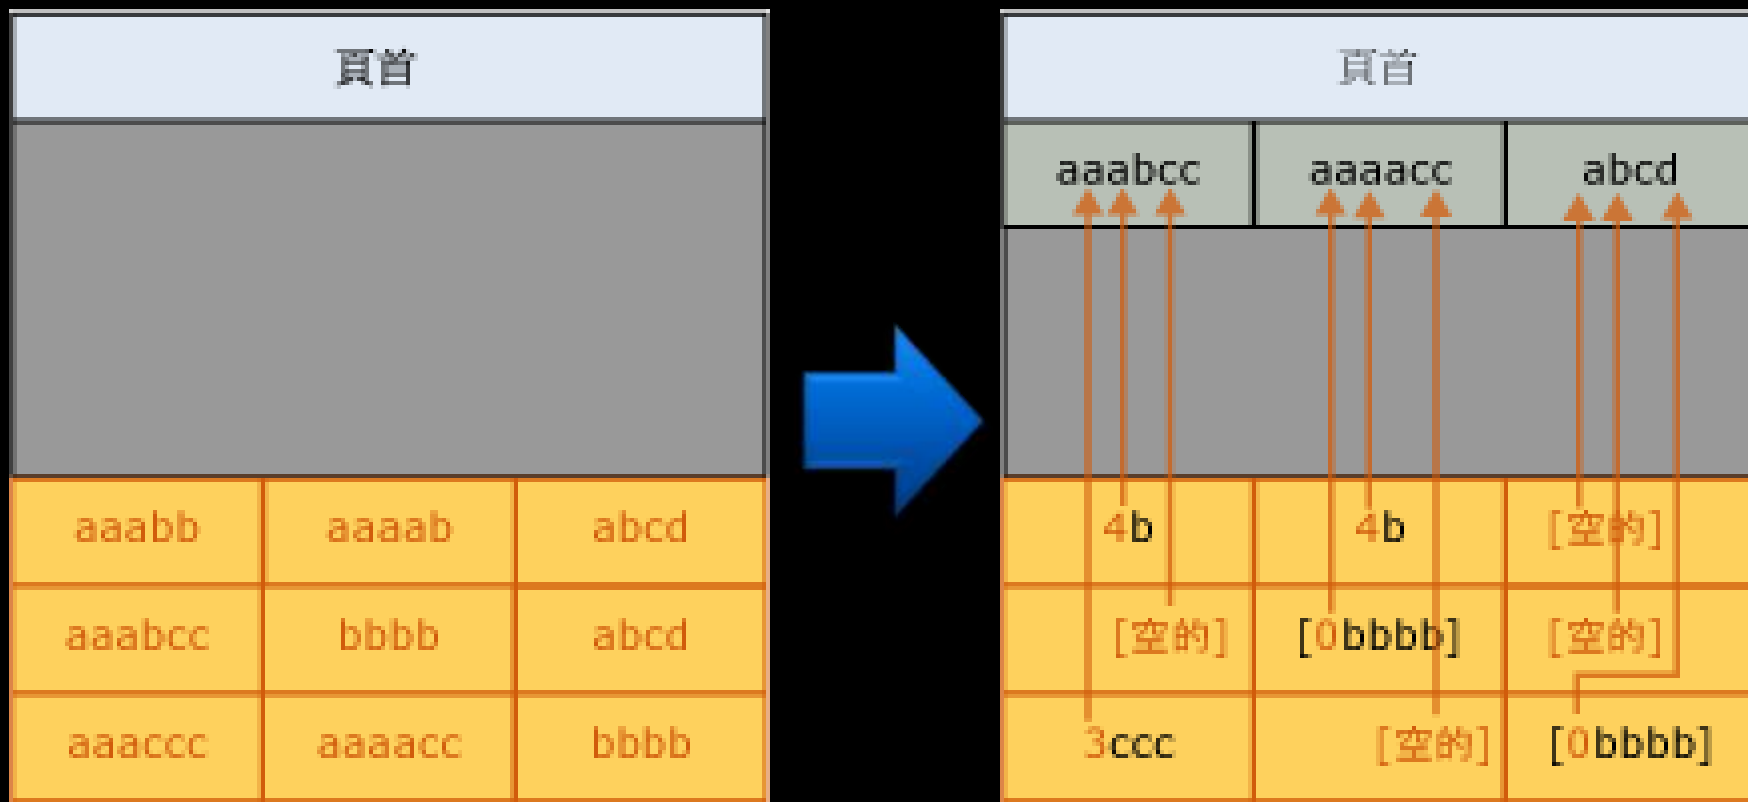 頁首
aaabb aaaab abcd
aaabcc bbbb abcd
aaaccc aaaacc bbbb
頁首
aaabcc aaaacc abcd
4b 4b [空的]
[空的] [0bbbb] [空的]
3ccc [空的] [0bbbb]